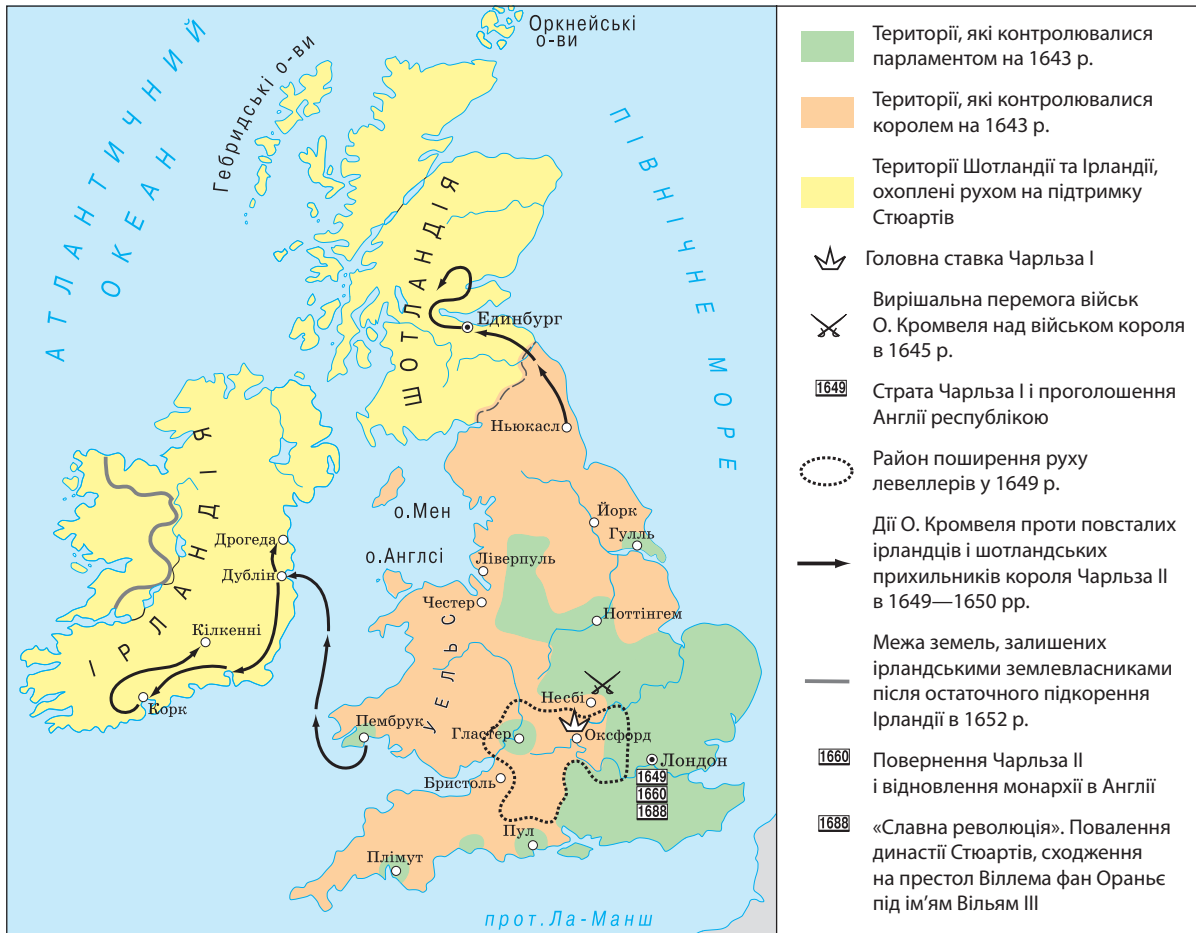 Оркнейські
о-ви
АТЛАНТИЧНИЙ
ОКЕАН
Гебридські о-ви
ПІВНІЧНЕ МОРЕ
ШОТЛАНДІЯ
Единбург
Ньюкасл
ІРЛАНДІЯ
о.Мен
Йорк
Гулль
Дрогеда
о.Англсі
Ліверпуль
Дублін
Честер
Ноттінгем
Кілкенні
УЕЛЬС
Несбі
Корк
Пембрук
Гластер
Оксфорд
Лондон
Бристоль
1649
1660
1688
Пул
Плімут
прот.Ла-Манш
Території, які контролювалися
парламентом на 1643 р.
Території, які контролювалися
королем на 1643 р.
Території Шотландії та Ірландії,
охоплені рухом на підтримку
Стюартів
Головна ставка Чарльза І
Вирішальна перемога військ
О. Кромвеля над військом короля
в 1645 р.
1649 Страта Чарльза І і проголошення
Англії республікою
Район поширення руху
левеллерів у 1649 р.
Дії О. Кромвеля проти повсталих
ірландців і шотландських
прихильників короля Чарльза ІІ
в 1649—1650 рр.
Межа земель, залишених
ірландськими землевласниками
після остаточного підкорення
Ірландії в 1652 р.
1660 Повернення Чарльза ІІ
і відновлення монархії в Англії
1688 «Славна революція». Повалення
династії Стюартів, сходження
на престол Віллема фан Ораньє
під ім’ям Вільям ІІІ